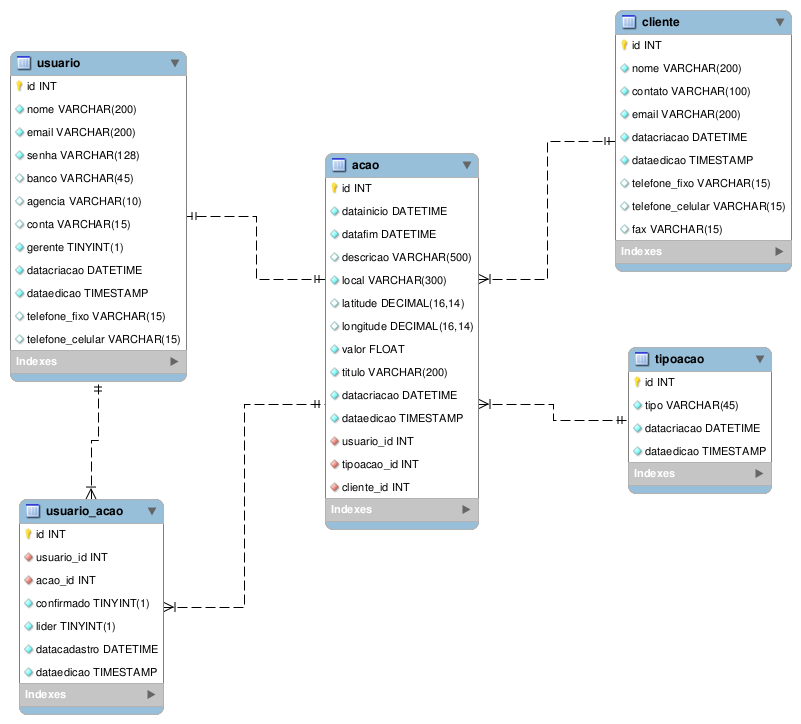 usuario
id INT
nome VARCHAR(200)
email VARCHAR(200)
senha VARCHAR(128)
banco VARCHAR(45)
agencia VARCHAR(10)
conta VARCHAR(15)
gerente TINYINT(1)
datacriacao DATETIME
dataedicao TIMESTAMP
telefone_fixo VARCHAR(15)
telefone_celular VARCHAR(15)
Indexes
usuario_acao
id INT
usuario_id INT
acao_id INT
confirmado TINYINT(1)
lider TINYINT(1)
datacadastro DATETIME
dataedicao TIMESTAMP
Indexes
acao
id INT
datainicio DATETIME
datafim DATETIME
descricao VARCHAR(500)
local VARCHAR(300)
latitude DECIMAL(16,14)
longitude DECIMAL(16,14)
valor FLOAT
titulo VARCHAR(200)
datacriacao DATETIME
dataedicao TIMESTAMP
usuario_id INT
tipoacao_id INT
cliente_id INT
Indexes
cliente
id INT
nome VARCHAR(200)
contato VARCHAR(100)
email VARCHAR(200)
datacriacao DATETIME
dataedicao TIMESTAMP
telefone_fixo VARCHAR(15)
telefone_celular VARCHAR(15)
fax VARCHAR(15)
Indexes
tipoacao
id INT
tipo VARCHAR(45)
datacriacao DATETIME
dataedicao TIMESTAMP
Indexes